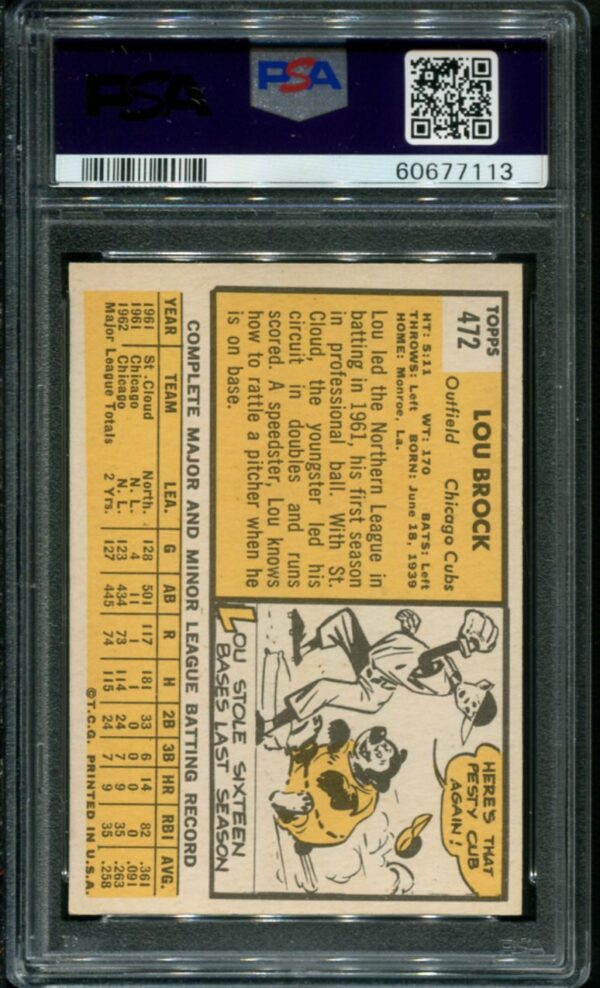 PSA
PSA
60677113
TOPPS
472
LOU BROCK
Outfield Chicago Cubs
HT: 5:11 WT: 170 BATS: Left
THROWS: Left BORN: June 18, 1939
HOME: Monroe, La.
Lou led the Northern League in
batting in 1961, his first season
in professional ball. With St.
Cloud, the youngster led his
circuit in doubles and runs
scored. A speedster, Lou knows
how to rattle a pitcher when he
is on base.
HERE'S THAT
PESTY CUB
AGAIN!
LOU STOLE SIXTEEN
BASES LAST SEASON
COMPLETE MAJOR AND MINOR LEAGUE BATTING RECORD
YEAR TEAM LEA. G AB R H 2B 3B HR RBI AVG.
1961 St. Cloud North. 128 501 117 181 33 6 14 82 .361
1961 Chicago N. L. 4 11 1 1 0 0 0 0 .091
1962 Chicago N. L. 123 434 73 114 24 7 9 35 .263
Major League Totals 2 Yrs. 127 445 74 115 24 7 9 35 .258
©T.C.G. PRINTED IN U.S.A.
PSA